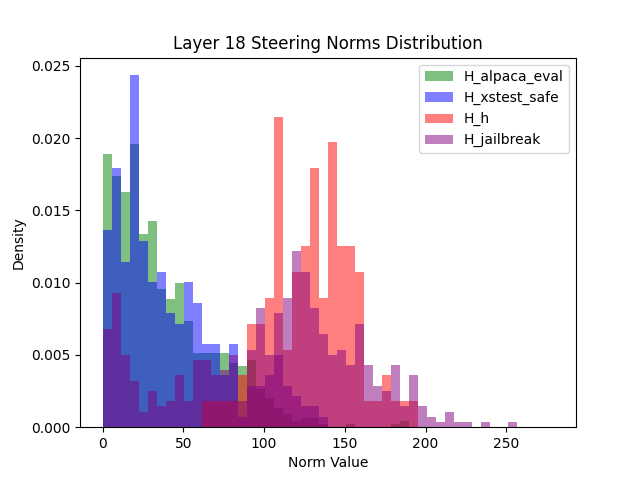 Layer 18 Steering Norms Distribution
H_alpaca_eval
H_xstest_safe
H_h
H_jailbreak
0.025
0.020
0.015
0.010
0.005
0.000
Density
0
50
100
150
200
250
Norm Value